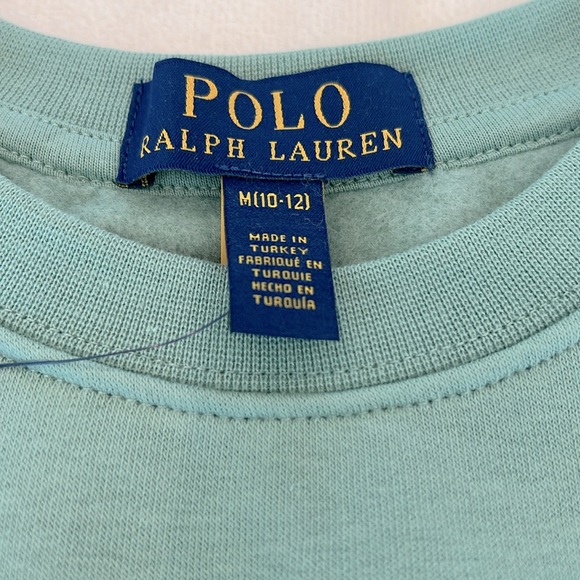 POLO
RALPH LAUREN
M(10-12)
MADE IN
TURKEY
FABRIQUÉ EN
TURQUIE
HECHO EN
TURQUÍA